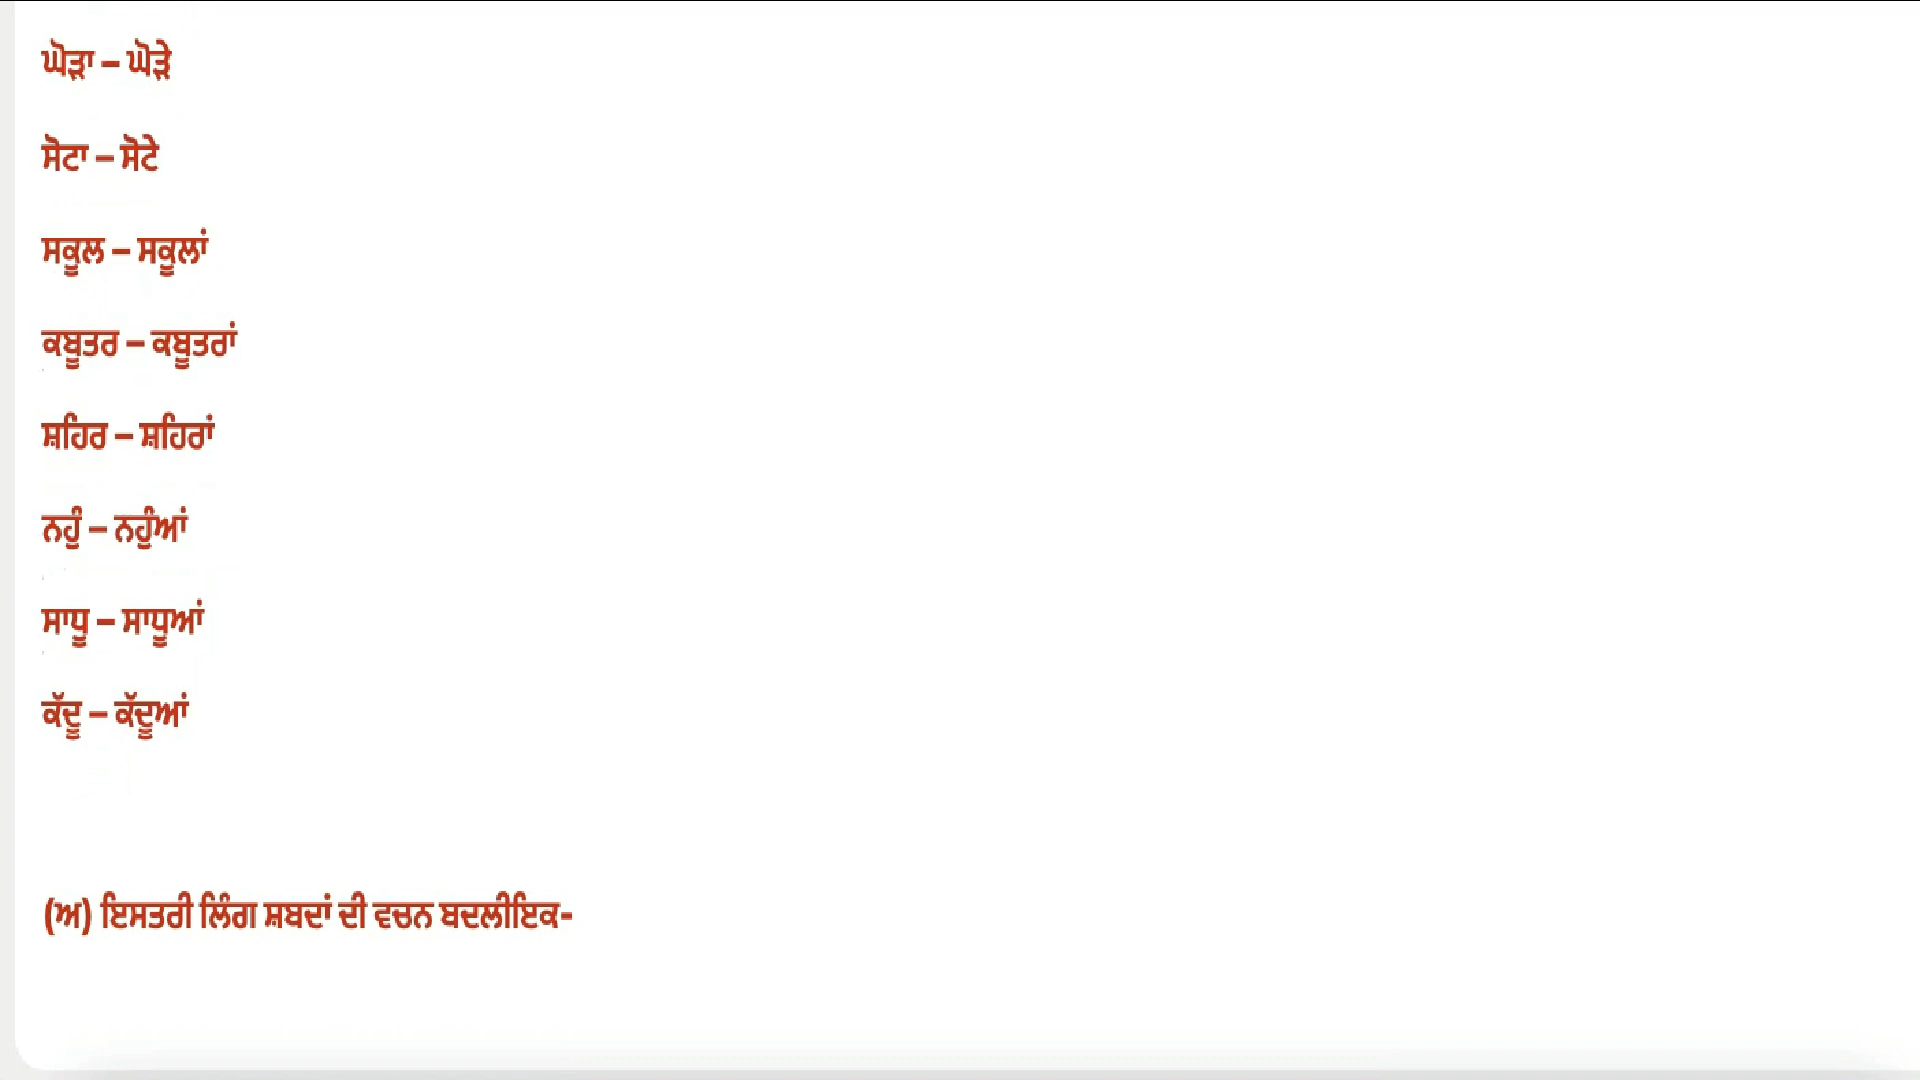 ਘੋੜਾ – ਘੋੜੇ
ਸੋਟਾ – ਸੋਟੇ
ਸਕੂਲ – ਸਕੂਲਾਂ
ਕਬੂਤਰ – ਕਬੂਤਰਾਂ
ਸ਼ਹਿਰ – ਸ਼ਹਿਰਾਂ
ਨਹੁੰ – ਨਹੁੰਆਂ
ਸਾਧੂ – ਸਾਧੂਆਂ
ਕੱਦੂ – ਕੱਦੂਆਂ
(ਅ) ਇਸਤਰੀ ਲਿੰਗ ਸ਼ਬਦਾਂ ਦੀ ਵਚਨ ਬਦਲੀਇਕ-